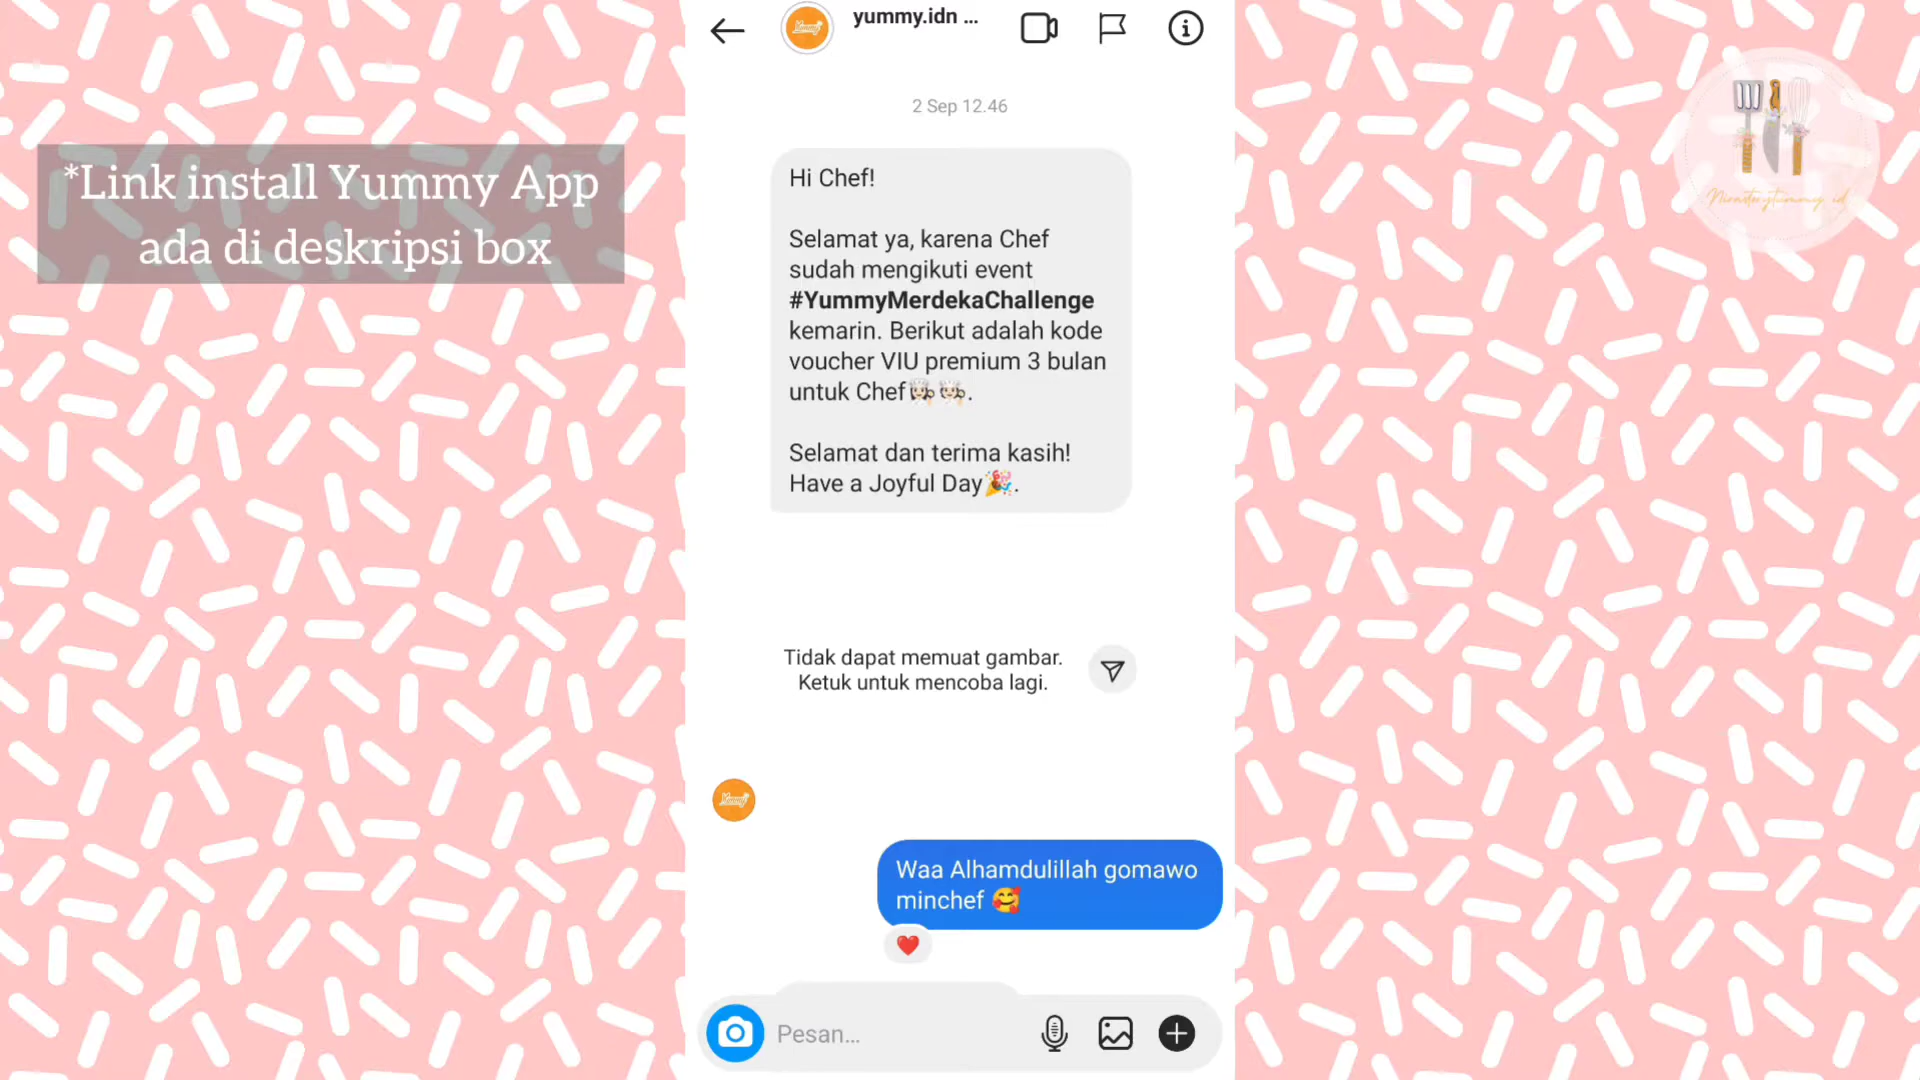 *Link install Yummy App
ada di deskripsi box
yummy.idn ...
2 Sep 12.46
Hi Chef!
Selamat ya, karena Chef
sudah mengikuti event
#YummyMerdekaChallenge
kemarin. Berikut adalah kode
voucher VIU premium 3 bulan
untuk Chef👩🏻‍🍳👩🏻‍🍳.
Selamat dan terima kasih!
Have a Joyful Day🎉.
Tidak dapat memuat gambar.
Ketuk untuk mencoba lagi.
Waa Alhamdulillah gomawo
minchef 🥰
❤️
Pesan...
Yummy
Yummy